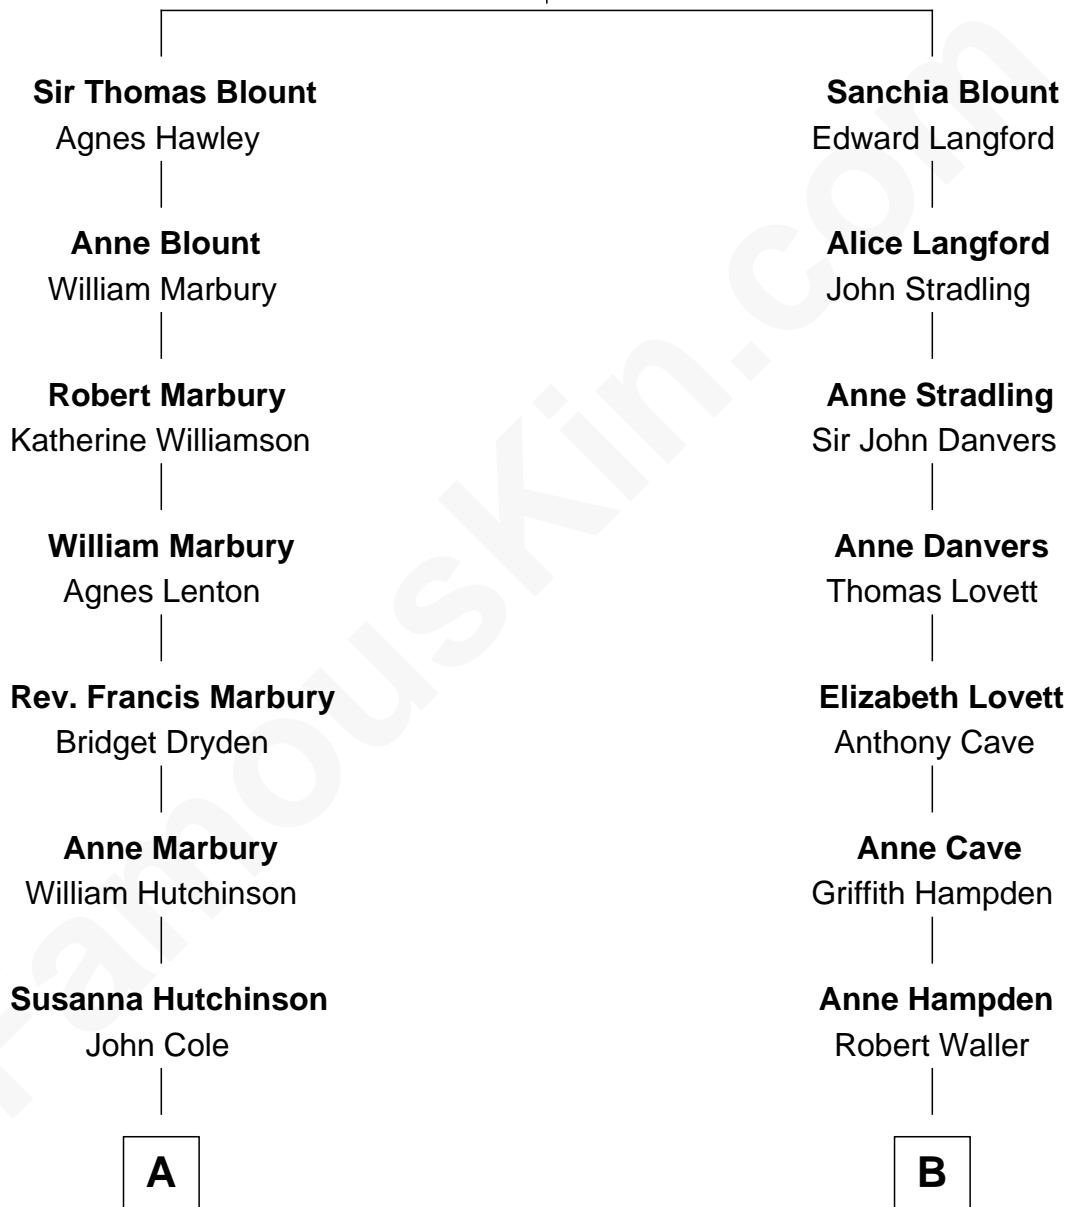 Sir Thomas Blount
Agnes Hawley
Anne Blount
William Marbury
Robert Marbury
Katherine Williamson
William Marbury
Agnes Lenton
Rev. Francis Marbury
Bridget Dryden
Anne Marbury
William Hutchinson
Susanna Hutchinson
John Cole
A
Sanchia Blount
Edward Langford
Alice Langford
John Stradling
Anne Stradling
Sir John Danvers
Anne Danvers
Thomas Lovett
Elizabeth Lovett
Anthony Cave
Anne Cave
Griffith Hampden
Anne Hampden
Robert Waller
B
FamousKin.com